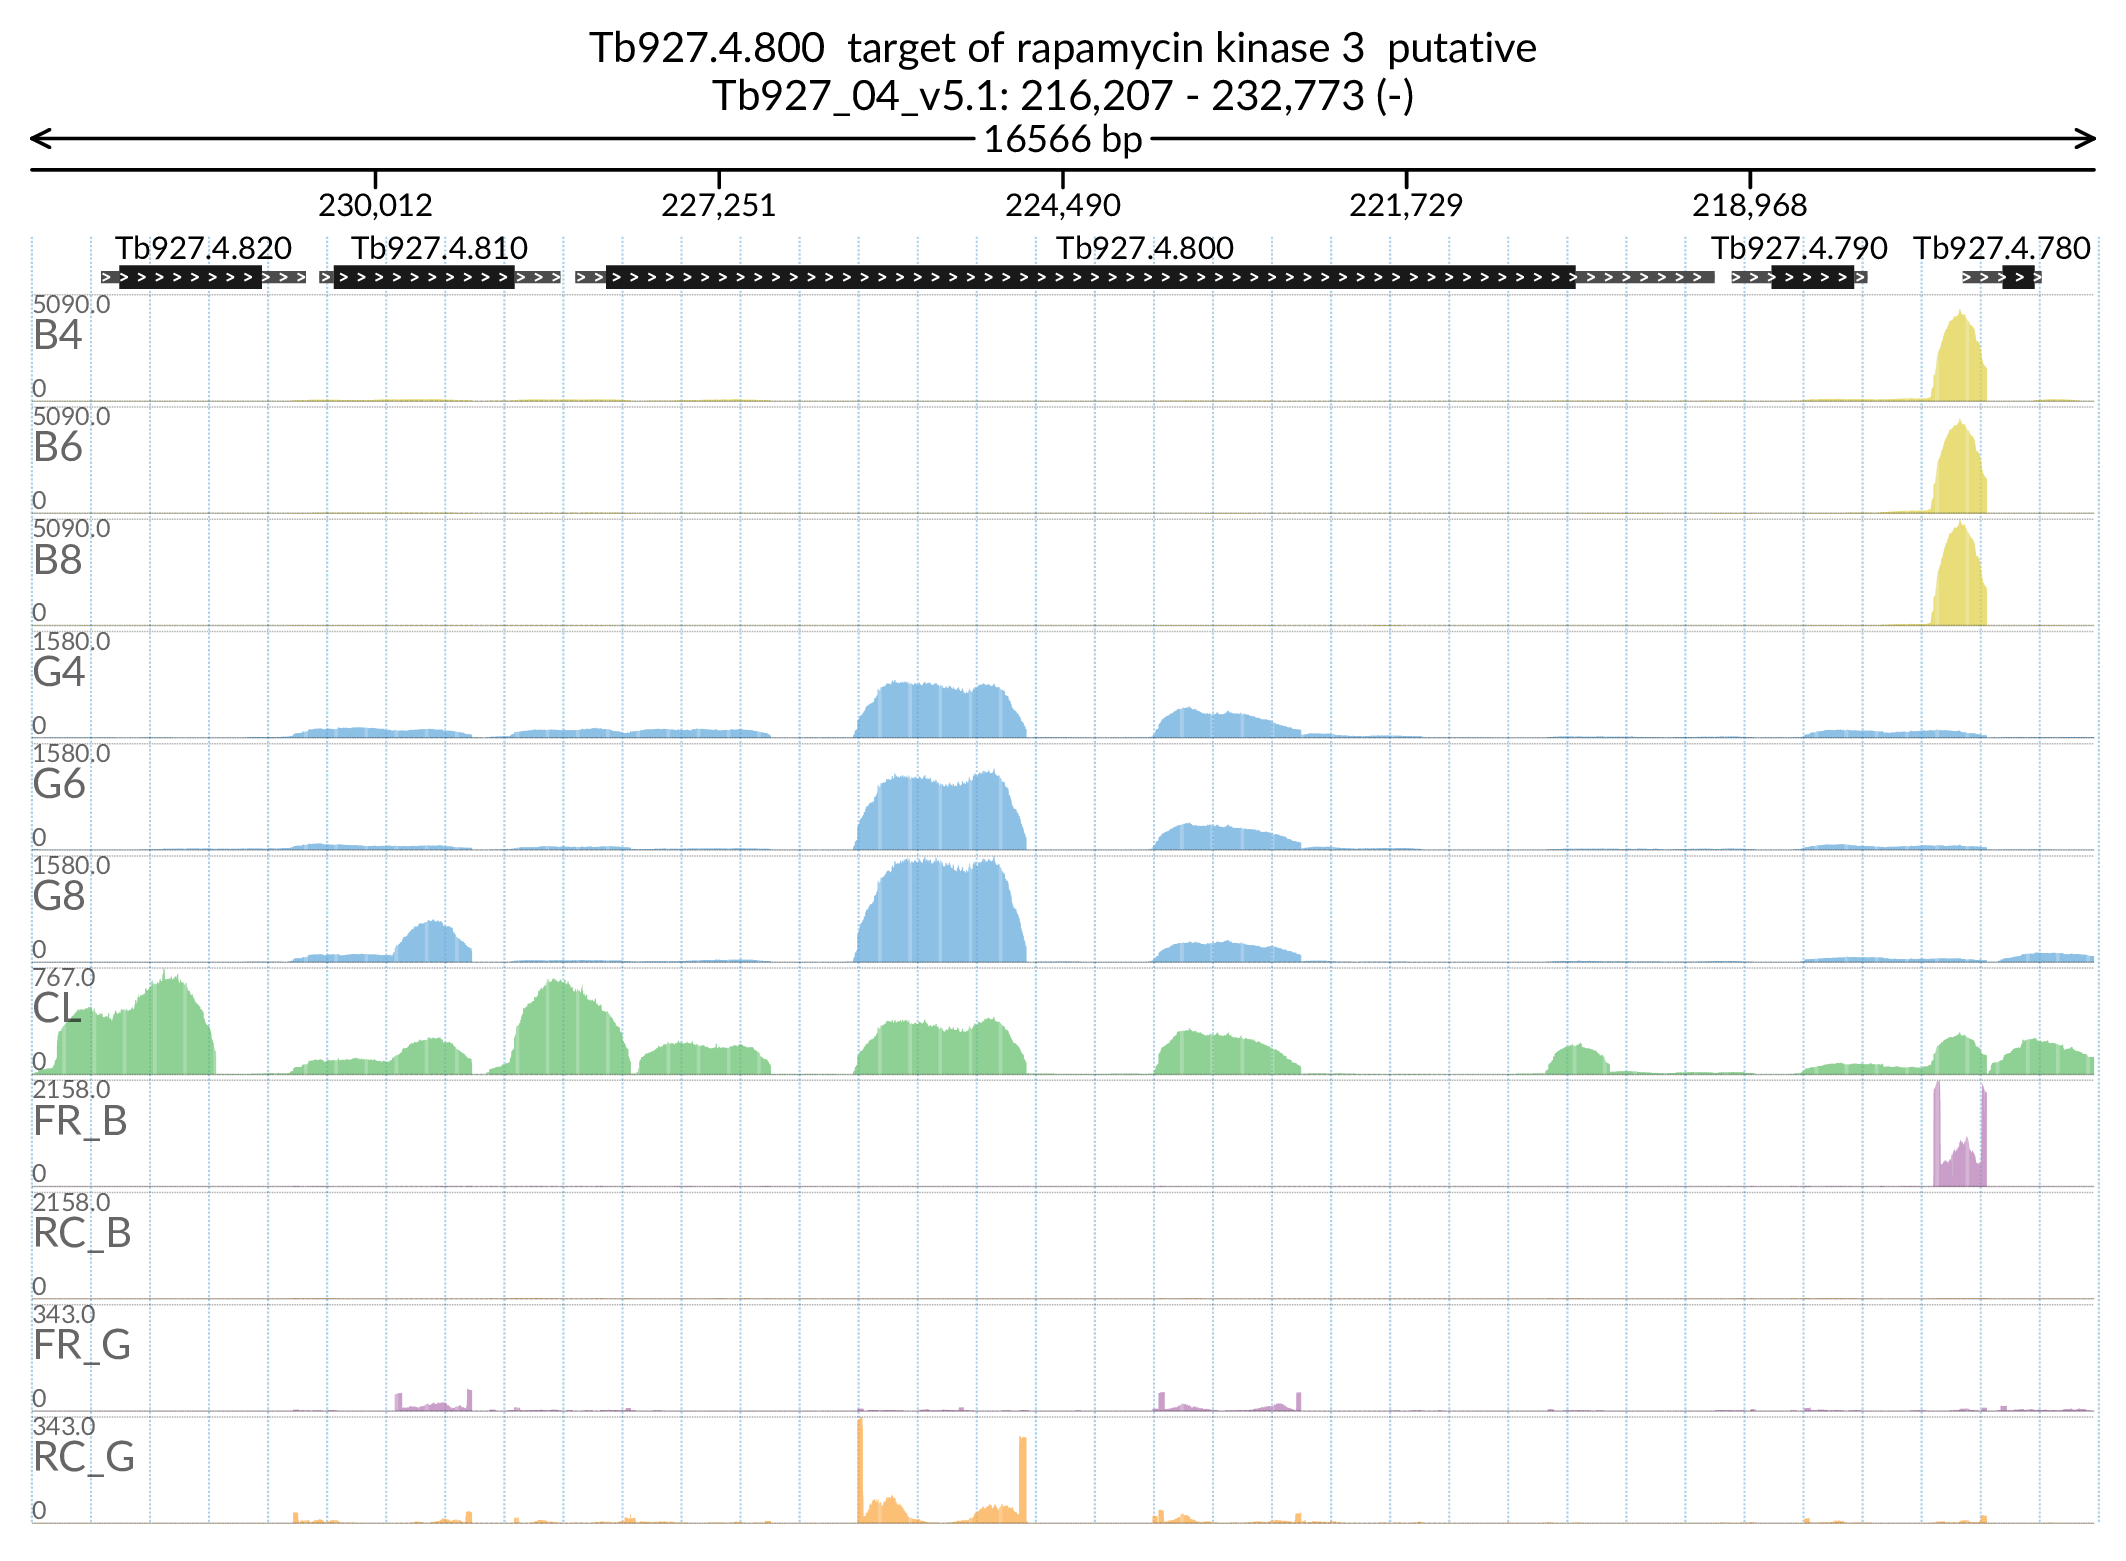 Tb927.4.800  target of rapamycin kinase 3  putative
Tb927_04_v5.1: 216,207 - 232,773 (-)
16566 bp
230,012 227,251 224,490 221,729 218,968
Tb927.4.820 Tb927.4.810 Tb927.4.800 Tb927.4.790 Tb927.4.780
5090.0
B4
0
5090.0
B6
0
5090.0
B8
0
1580.0
G4
0
1580.0
G6
0
1580.0
G8
0
767.0
CL
0
2158.0
FR_B
0
2158.0
RC_B
0
343.0
FR_G
0
343.0
RC_G
0